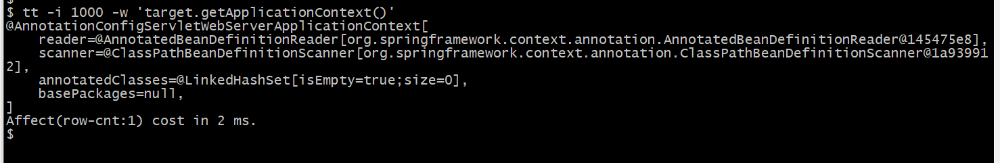 $ tt -i 1000 -w 'target.getApplicationContext()'
@AnnotationConfigServletWebServerApplicationContext[
    reader=@AnnotatedBeanDefinitionReader[org.springframework.context.annotation.AnnotatedBeanDefinitionReader@145475e8],
    scanner=@ClassPathBeanDefinitionScanner[org.springframework.context.annotation.ClassPathBeanDefinitionScanner@1a93991
2],
    annotatedClasses=@LinkedHashSet[isEmpty=true;size=0],
    basePackages=null,
]
Affect(row-cnt:1) cost in 2 ms.
$